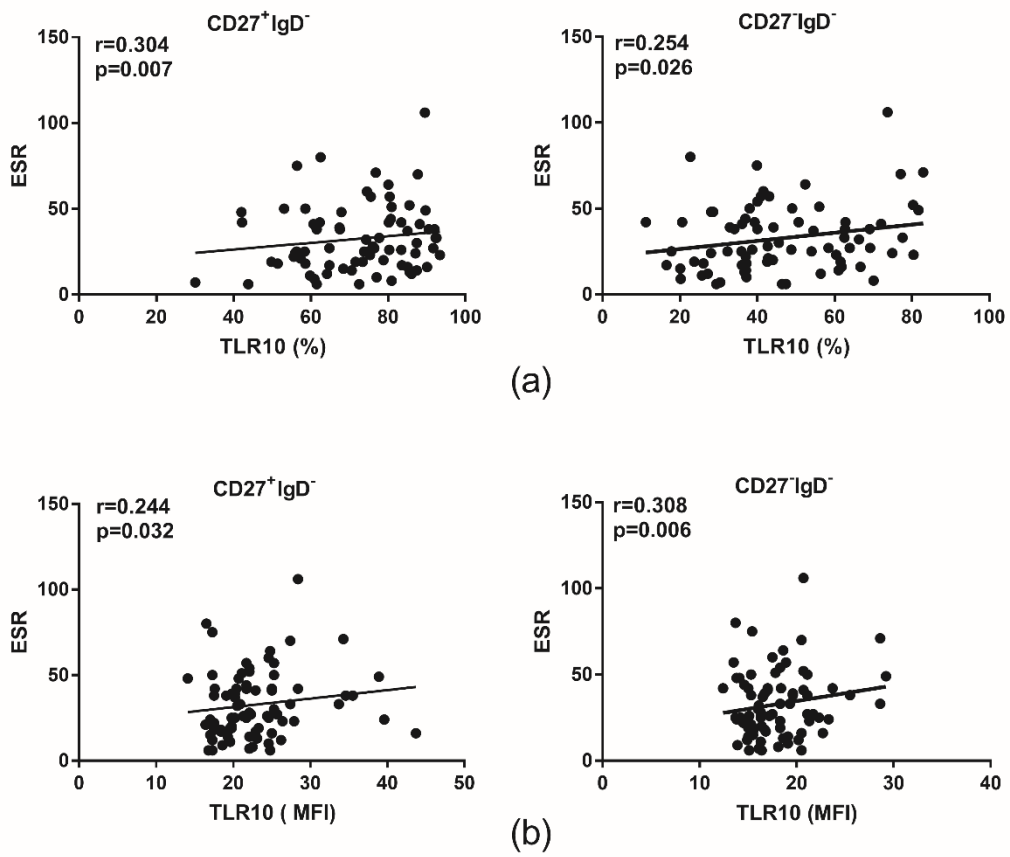 CD27⁺IgD⁻
r=0.304
p=0.007
150
100
50
0
ESR
0 20 40 60 80 100
TLR10 (%)
CD27⁻IgD⁻
r=0.254
p=0.026
150
100
50
0
ESR
0 20 40 60 80 100
TLR10 (%)
(a)
CD27⁺IgD⁻
r=0.244
p=0.032
150
100
50
0
ESR
0 10 20 30 40 50
TLR10 ( MFI)
CD27⁻IgD⁻
r=0.308
p=0.006
150
100
50
0
ESR
0 10 20 30 40
TLR10 (MFI)
(b)